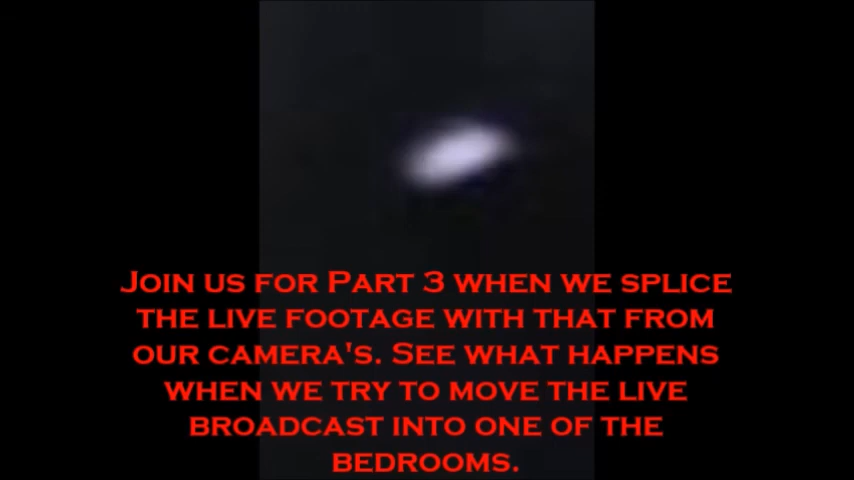 Join us for Part 3 when we splice
the live footage with that from
our camera's. See what happens
when we try to move the live
broadcast into one of the
bedrooms.